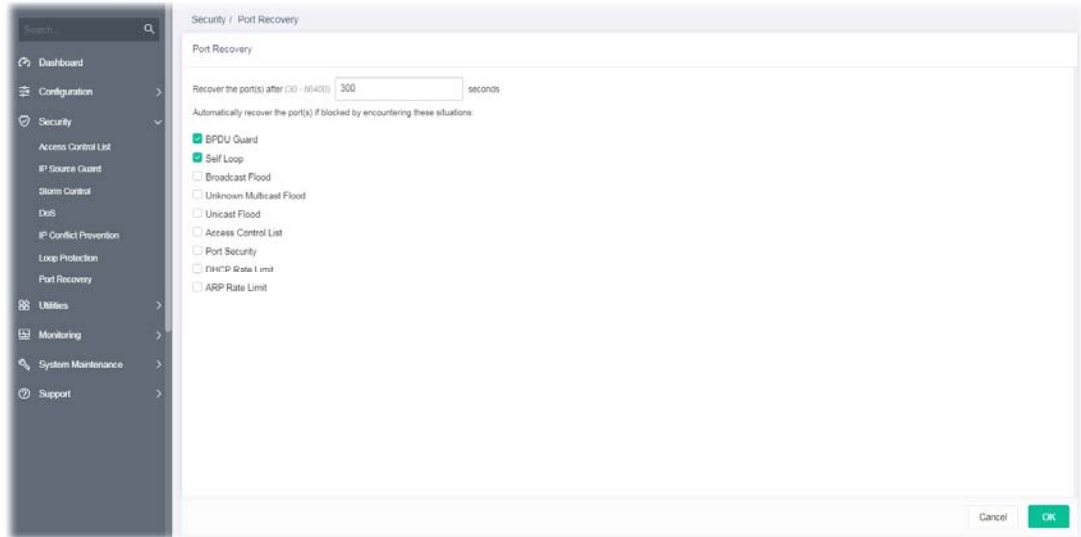 Search...
Dashboard
Configuration
Security
Access Control List
IP Source Guard
Storm Control
DoS
IP Conflict Prevention
Loop Protection
Port Recovery
Utilities
Monitoring
System Maintenance
Support
Security / Port Recovery
Port Recovery
Recover the port(s) after (30 - 86400) 300 seconds
Automatically recover the port(s) if blocked by encountering these situations:
BPDU Guard
Self Loop
Broadcast Flood
Unknown Multicast Flood
Unicast Flood
Access Control List
Port Security
DHCP Rate Limit
ARP Rate Limit
Cancel OK